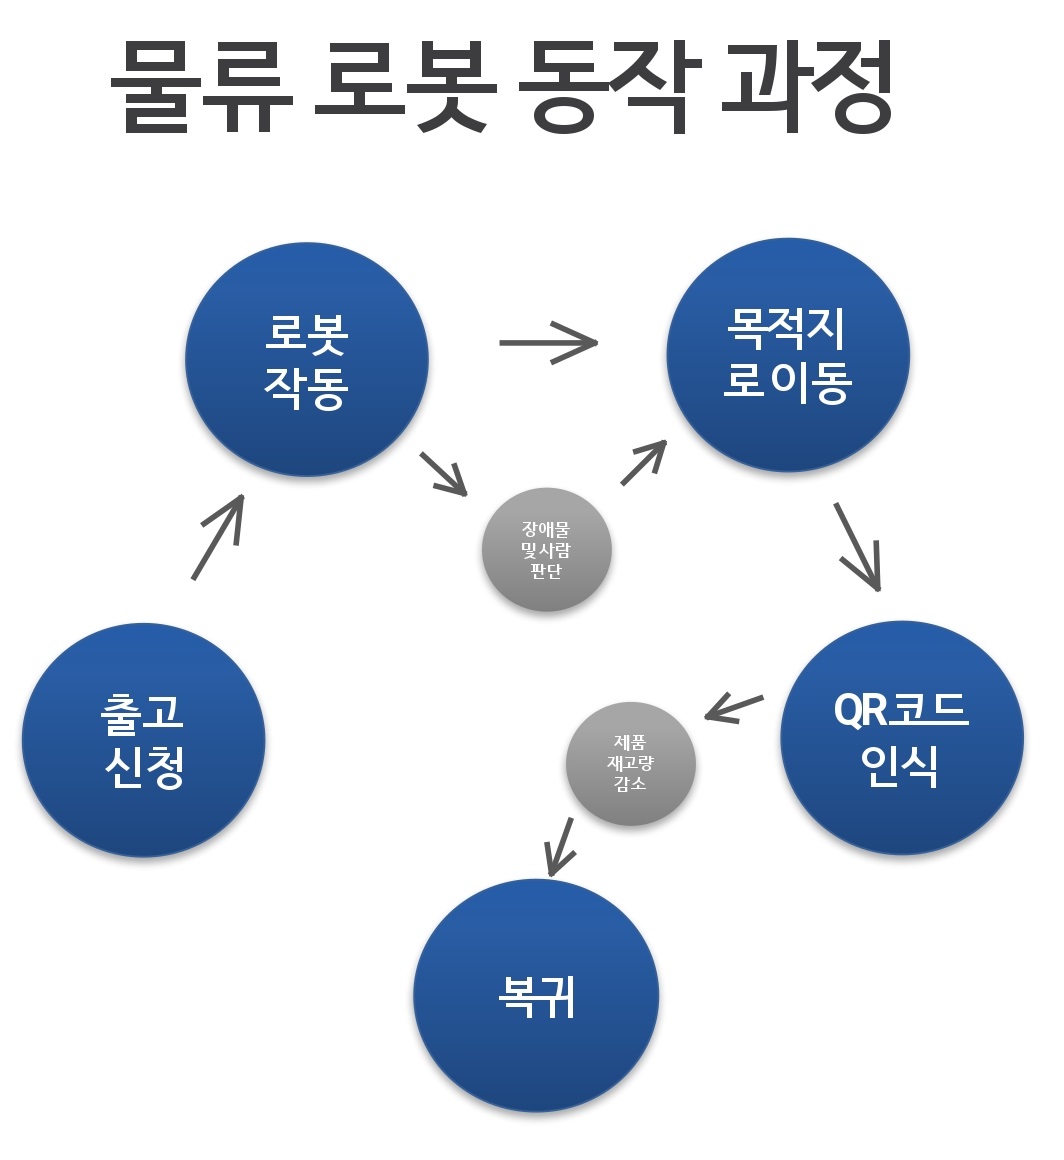 물류 로봇 동작 과정
로봇
작동
목적지
로 이동
장애물
및 사람
판단
출고
신청
QR코드
인식
제품
재고량
감소
복귀